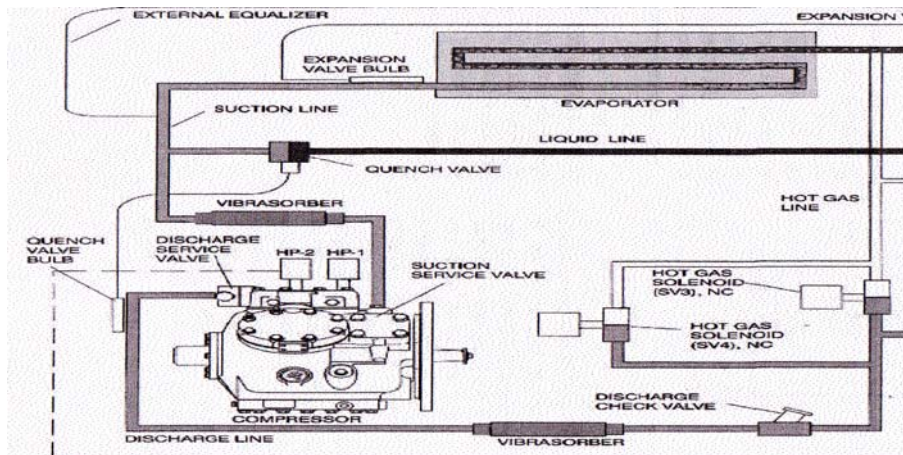 EXTERNAL EQUALIZER
EXPANSION
EXPANSION
VALVE BULB
EVAPORATOR
SUCTION LINE
LIQUID LINE
QUENCH VALVE
VIBRASORBER
HOT GAS
LINE
QUENCH
VALVE
BULB
DISCHARGE
SERVICE
VALVE
HP-2
HP-1
SUCTION
SERVICE VALVE
HOT GAS
SOLENOID
(SV3), NC
HOT GAS
SOLENOID
(SV4), NC
DISCHARGE
CHECK VALVE
COMPRESSOR
DISCHARGE LINE
VIBRASORBER